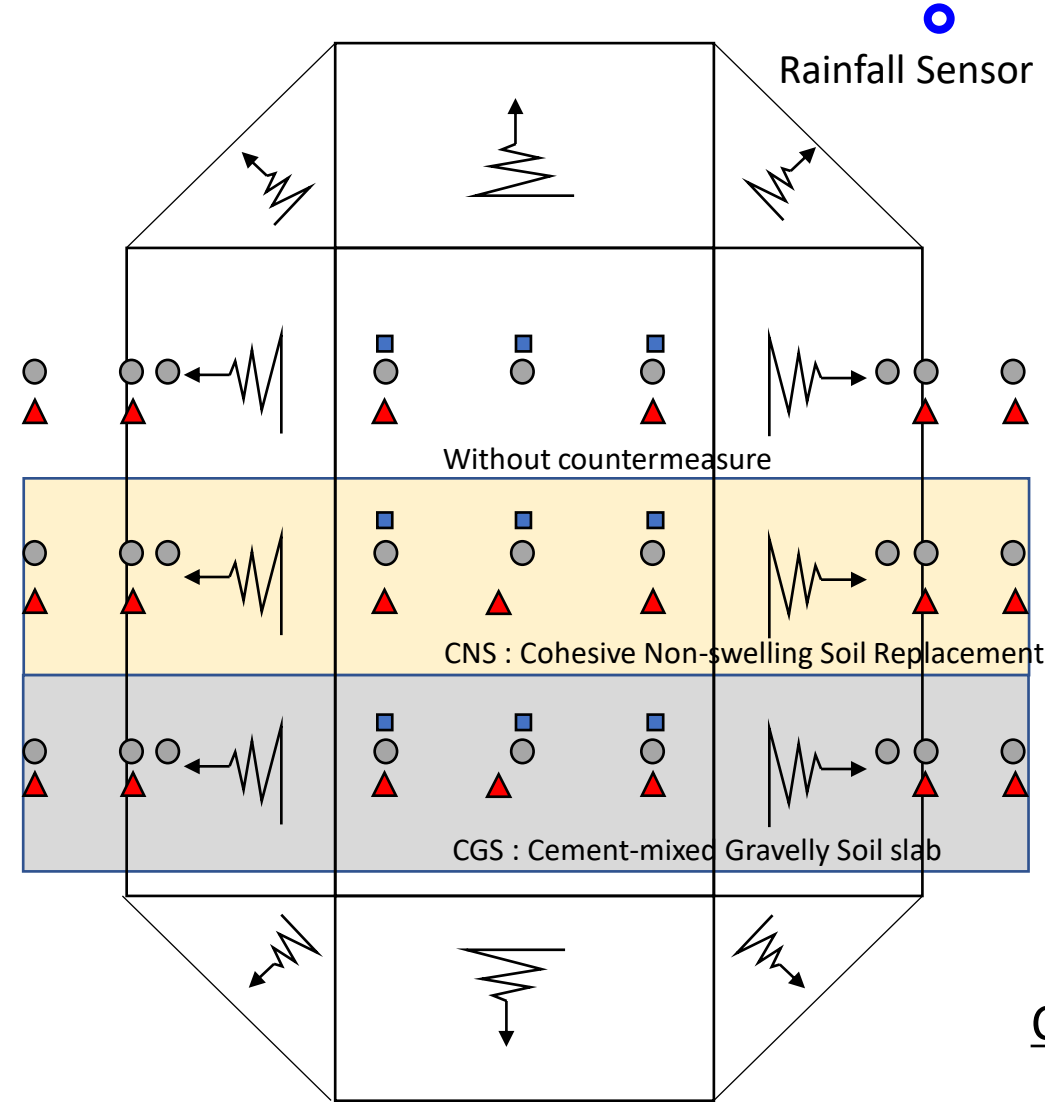 Rainfall Sensor
Without countermeasure
CNS : Cohesive Non-swelling Soil Replacement
CGS : Cement-mixed Gravelly Soil slab